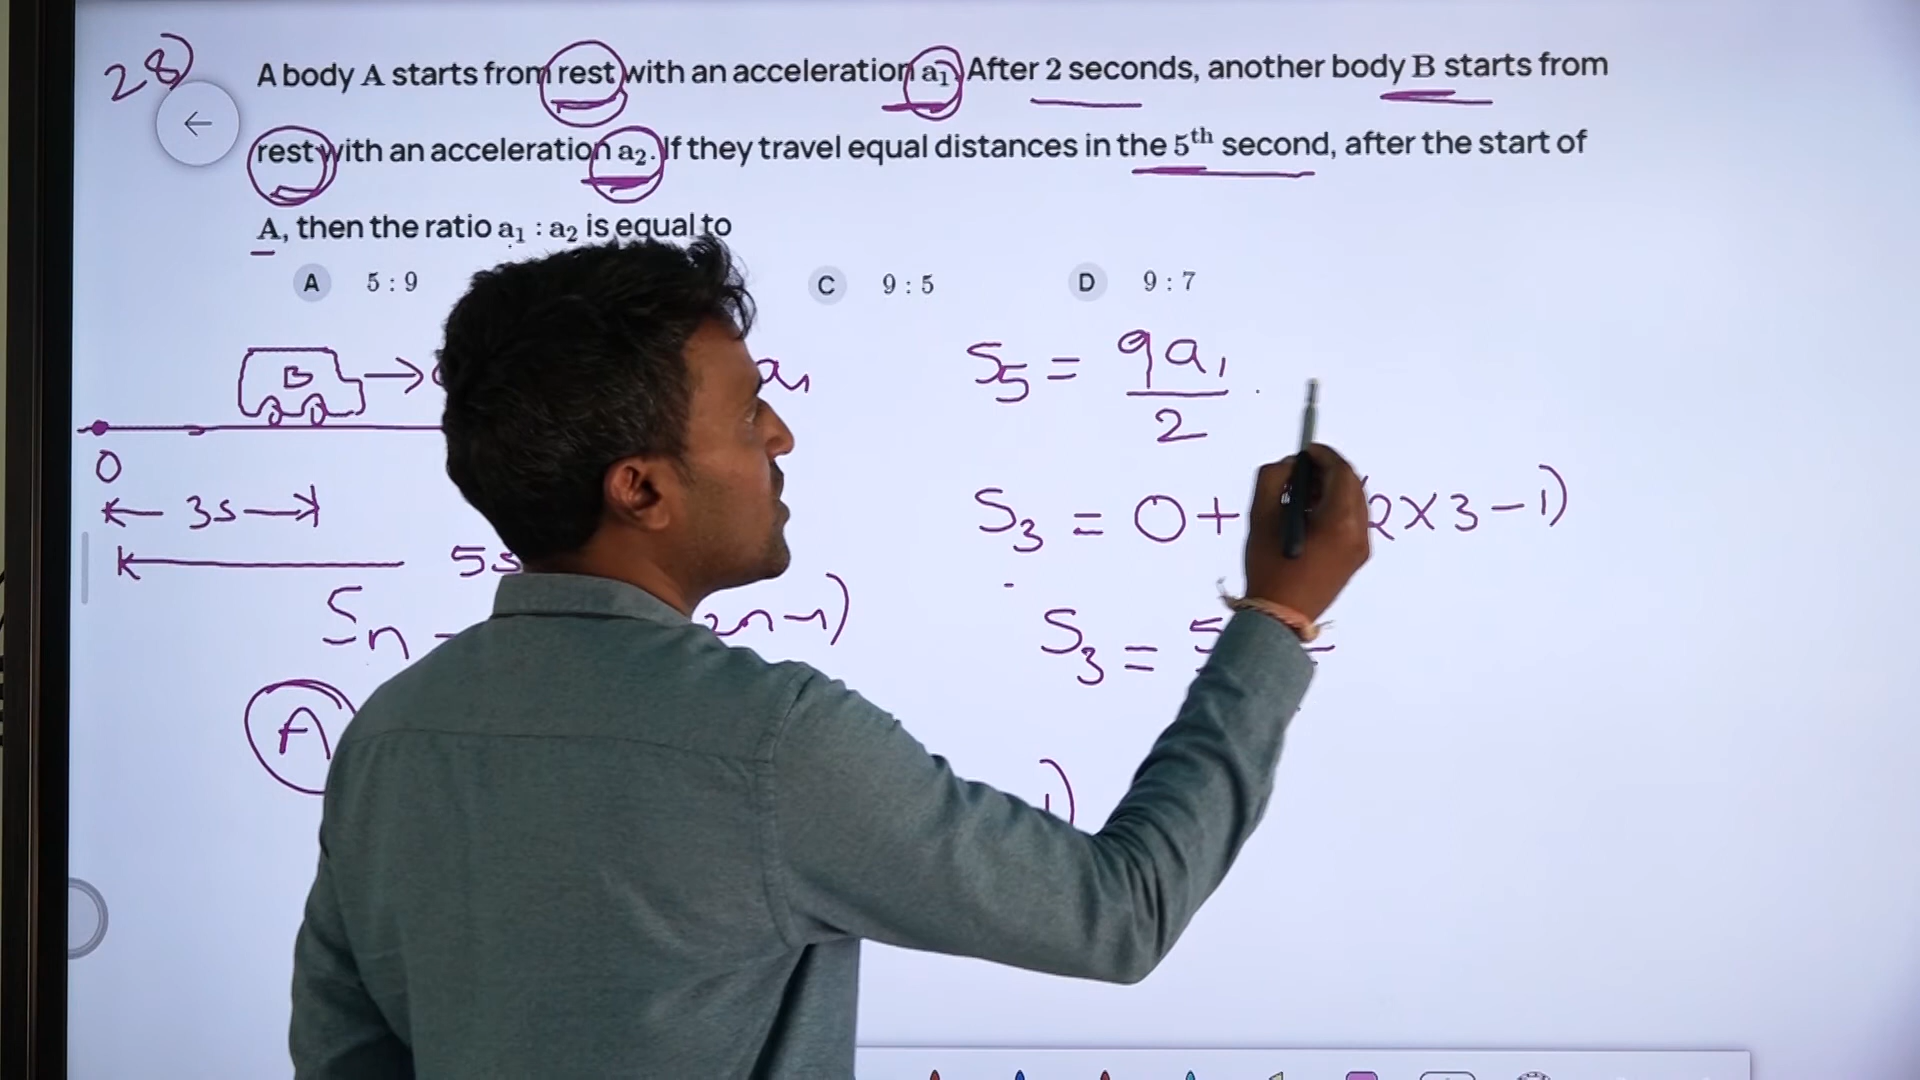 28)
A body A starts from rest with an acceleration a₁. After 2 seconds, another body B starts from
rest with an acceleration a₂. If they travel equal distances in the 5ᵗʰ second, after the start of
A, then the ratio a₁ : a₂ is equal to
A 5 : 9
C 9 : 5
D 9 : 7
B
a₁
0
3s
5s
Sn
2n-1)
A
S₅ = 9a₁/2
S₃ = 0+ 2×3-1)
S₃ = 5